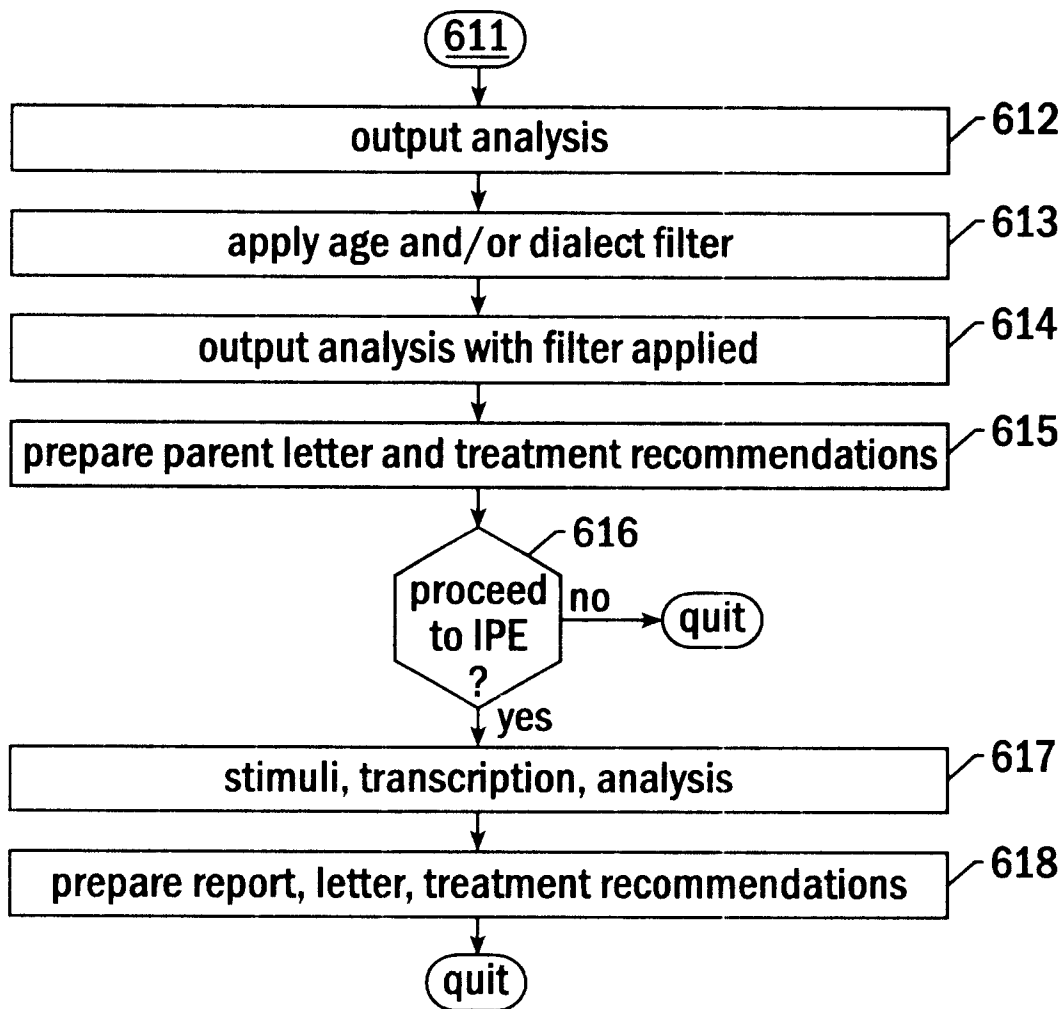 611
612
output analysis
613
apply age and/or dialect filter
614
output analysis with filter applied
615
prepare parent letter and treatment recommendations
616
proceed
to IPE
?
no
quit
yes
617
stimuli, transcription, analysis
618
prepare report, letter, treatment recommendations
quit